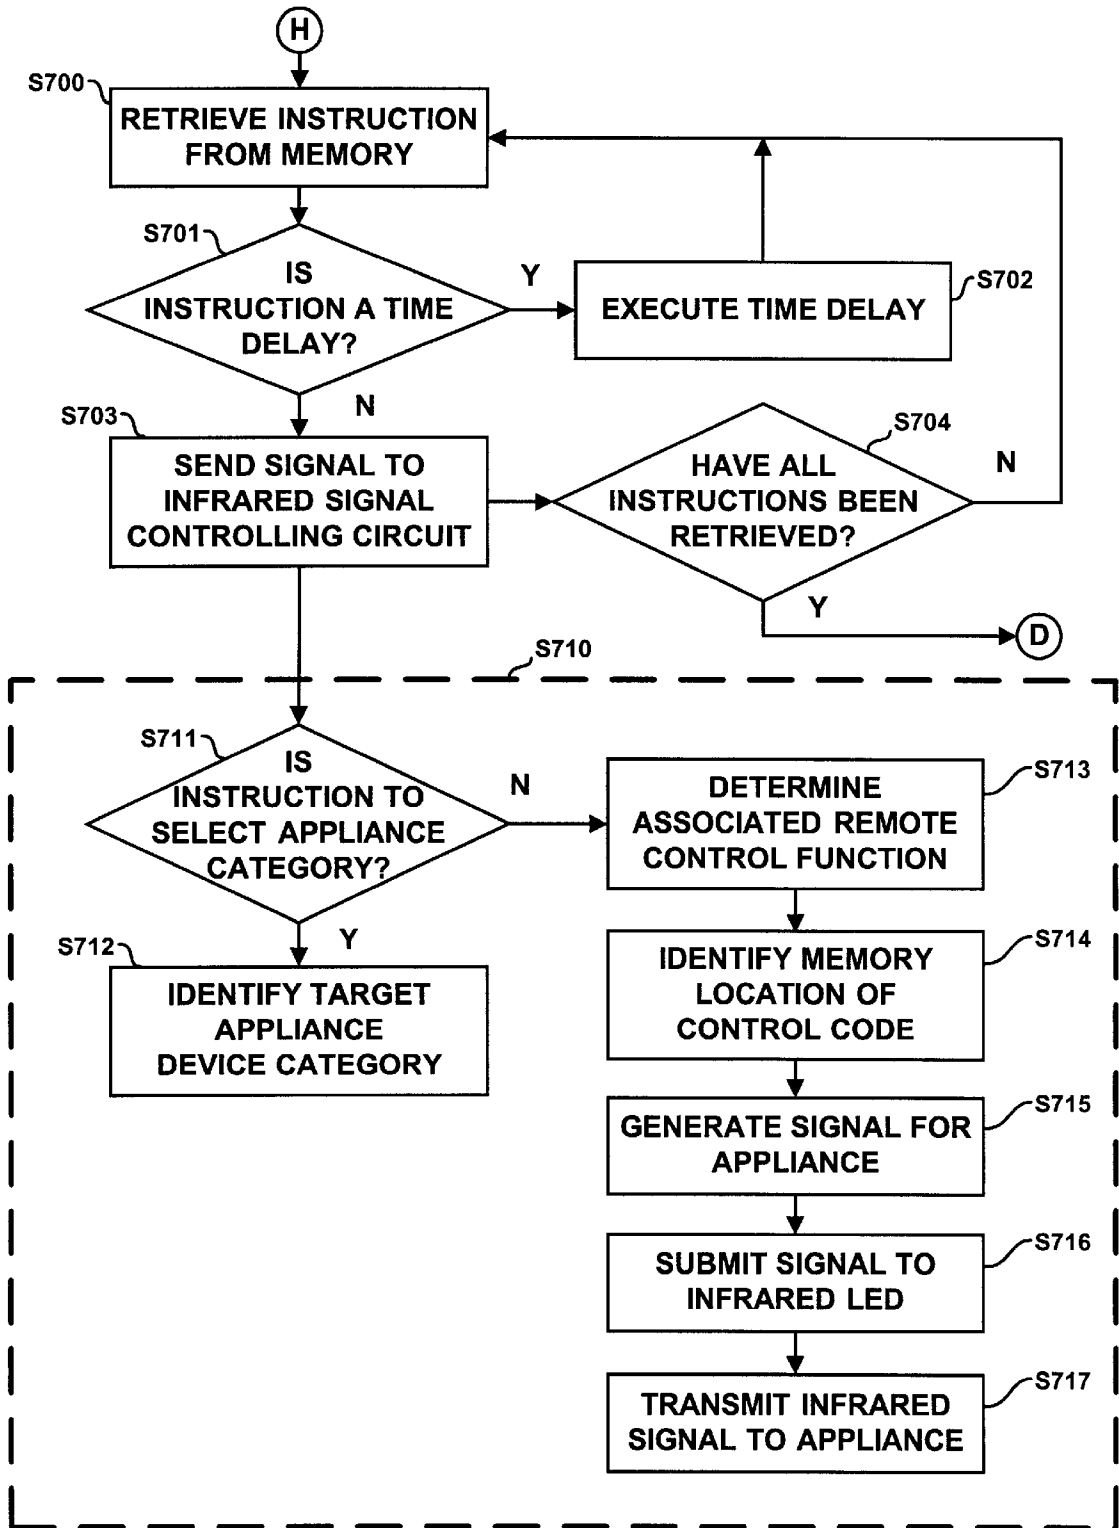 H
S700
RETRIEVE INSTRUCTION
FROM MEMORY
S701
IS
INSTRUCTION A TIME
DELAY?
Y
EXECUTE TIME DELAY
S702
N
S703
SEND SIGNAL TO
INFRARED SIGNAL
CONTROLLING CIRCUIT
S704
HAVE ALL
INSTRUCTIONS BEEN
RETRIEVED?
N
Y
D
S710
S711
IS
INSTRUCTION TO
SELECT APPLIANCE
CATEGORY?
N
Y
S712
IDENTIFY TARGET
APPLIANCE
DEVICE CATEGORY
S713
DETERMINE
ASSOCIATED REMOTE
CONTROL FUNCTION
S714
IDENTIFY MEMORY
LOCATION OF
CONTROL CODE
S715
GENERATE SIGNAL FOR
APPLIANCE
S716
SUBMIT SIGNAL TO
INFRARED LED
S717
TRANSMIT INFRARED
SIGNAL TO APPLIANCE